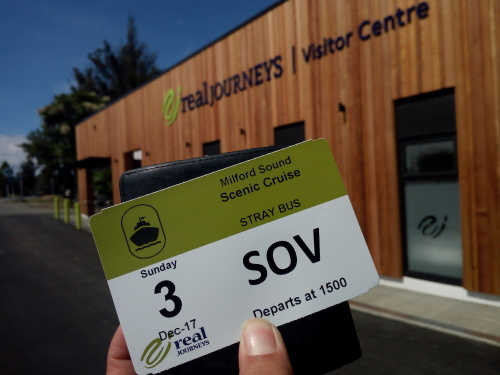 real JOURNEYS | Visitor Centre
Milford Sound
Scenic Cruise
STRAY BUS
Sunday
3
Dec-17
SOV
Departs at 1500
real
JOURNEYS